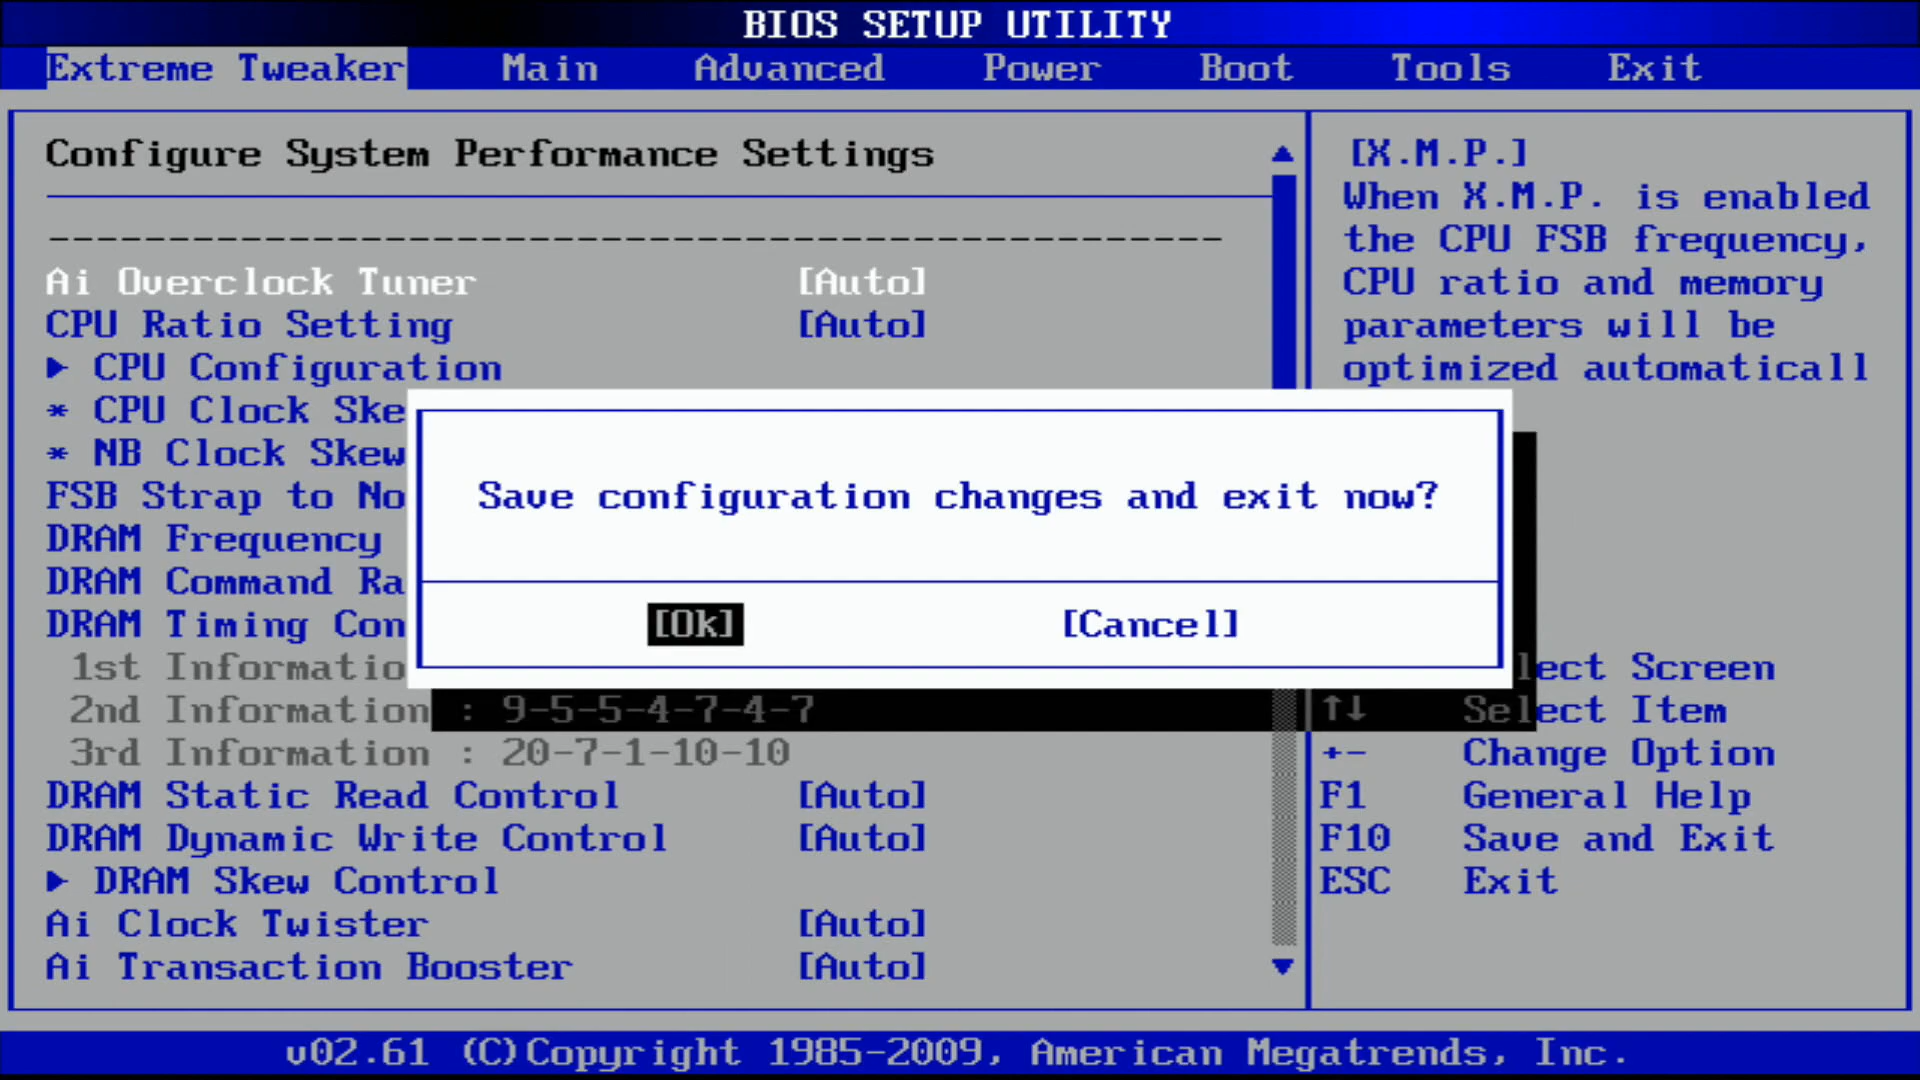 BIOS SETUP UTILITY
Extreme Tweaker Main Advanced Power Boot Tools Exit
Configure System Performance Settings
Ai Overclock Tuner [Auto]
CPU Ratio Setting [Auto]
▶ CPU Configuration
* CPU Clock Ske
* NB Clock Skew
FSB Strap to No
DRAM Frequency
DRAM Command Ra
DRAM Timing Con
1st Informatio
2nd Information : 9-5-5-4-7-4-7
3rd Information : 20-7-1-10-10
DRAM Static Read Control [Auto]
DRAM Dynamic Write Control [Auto]
▶ DRAM Skew Control
Ai Clock Twister [Auto]
Ai Transaction Booster [Auto]
[X.M.P.]
When X.M.P. is enabled
the CPU FSB frequency,
CPU ratio and memory
parameters will be
optimized automaticall
Save configuration changes and exit now?
[Ok] [Cancel]
lect Screen
↑↓ Select Item
+- Change Option
F1 General Help
F10 Save and Exit
ESC Exit
v02.61 (C)Copyright 1985-2009, American Megatrends, Inc.